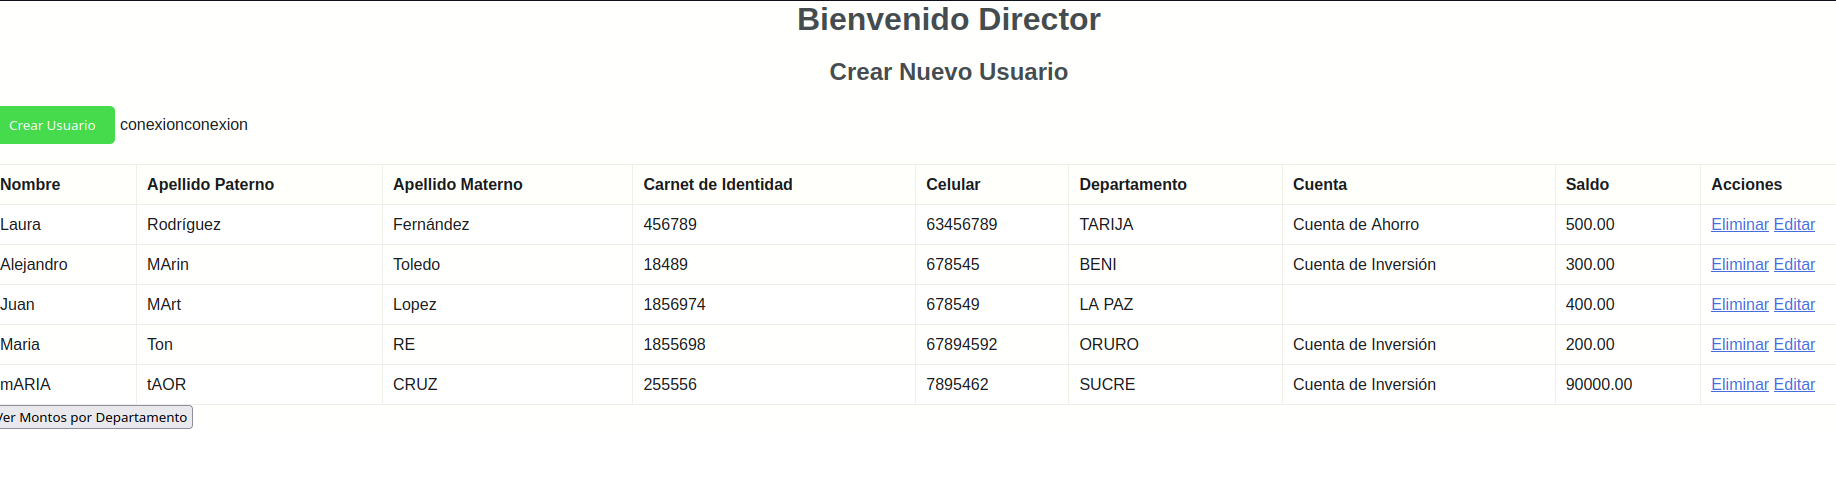 Bienvenido Director
Crear Nuevo Usuario
Crear Usuario conexionconexion
Nombre Apellido Paterno Apellido Materno Carnet de Identidad Celular Departamento Cuenta Saldo Acciones
Laura Rodríguez Fernández 456789 63456789 TARIJA Cuenta de Ahorro 500.00 Eliminar Editar
Alejandro MArin Toledo 18489 678545 BENI Cuenta de Inversión 300.00 Eliminar Editar
Juan MArt Lopez 1856974 678549 LA PAZ 400.00 Eliminar Editar
Maria Ton RE 1855698 67894592 ORURO Cuenta de Inversión 200.00 Eliminar Editar
mARIA tAOR CRUZ 255556 7895462 SUCRE Cuenta de Inversión 90000.00 Eliminar Editar
Ver Montos por Departamento